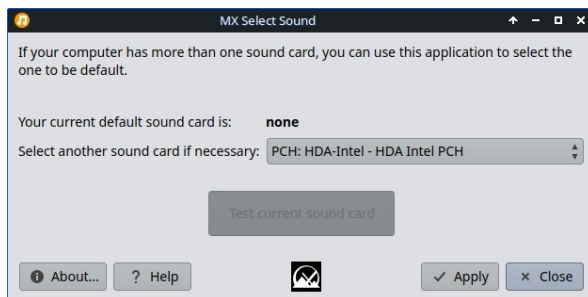 MX Select Sound
If your computer has more than one sound card, you can use this application to select the
one to be default.
Your current default sound card is: none
Select another sound card if necessary: PCH: HDA-Intel - HDA Intel PCH
Test current sound card
About... ? Help Apply Close